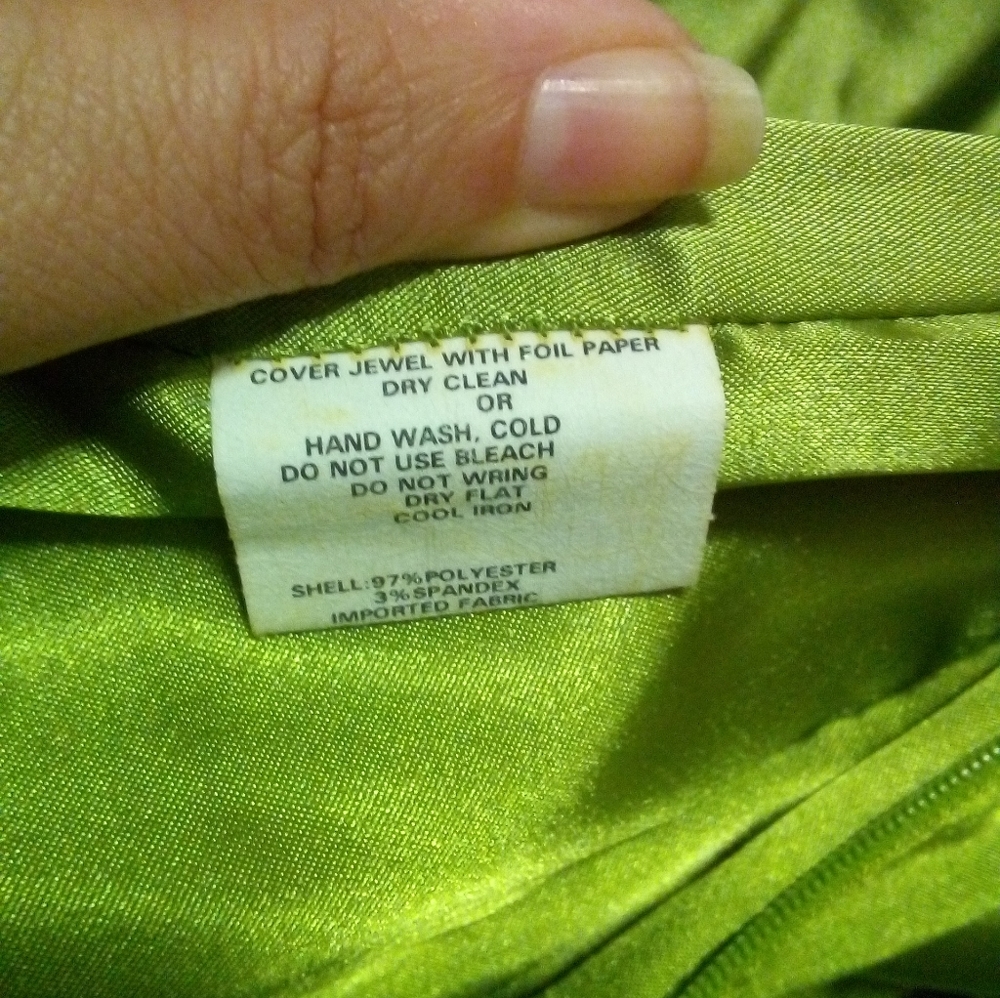 COVER JEWEL WITH FOIL PAPER
DRY CLEAN
OR
HAND WASH, COLD
DO NOT USE BLEACH
DO NOT WRING
DRY FLAT
COOL IRON
SHELL:97%POLYESTER
3%SPANDEX
IMPORTED FABRIC